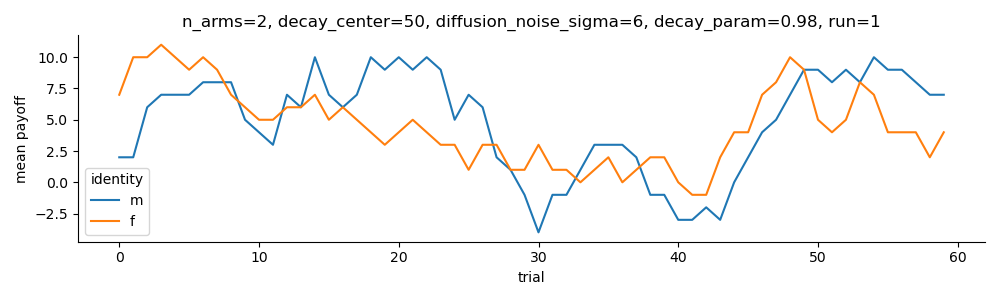 n_arms=2, decay_center=50, diffusion_noise_sigma=6, decay_param=0.98, run=1
mean payoff
10.0
7.5
5.0
2.5
0.0
−2.5
identity
m
f
0 10 20 30 40 50 60
trial